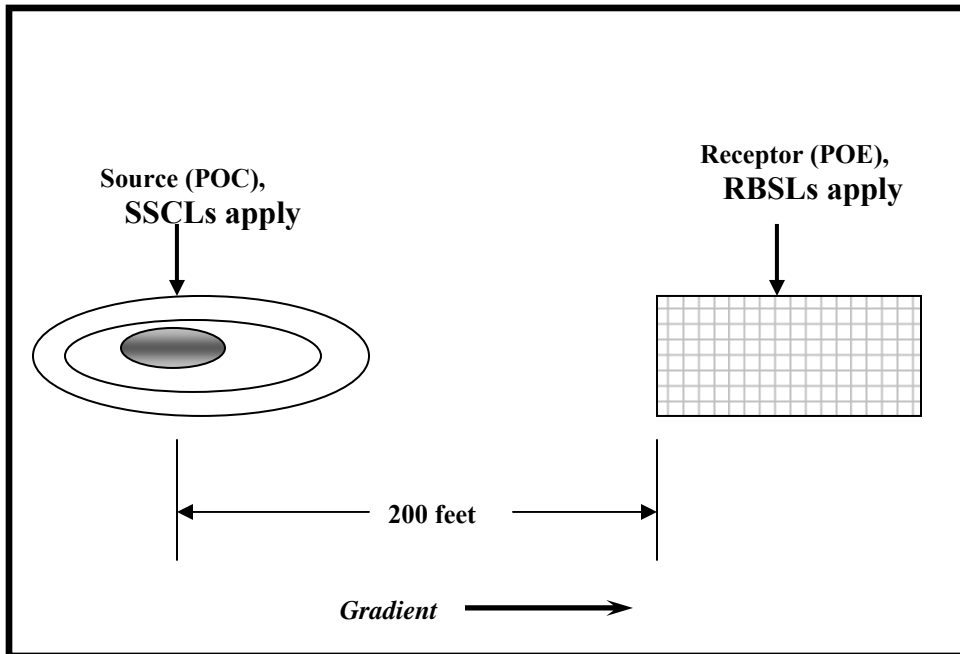 Source (POC),
SSCLs apply
Receptor (POE),
RBSLs apply
200 feet
Gradient